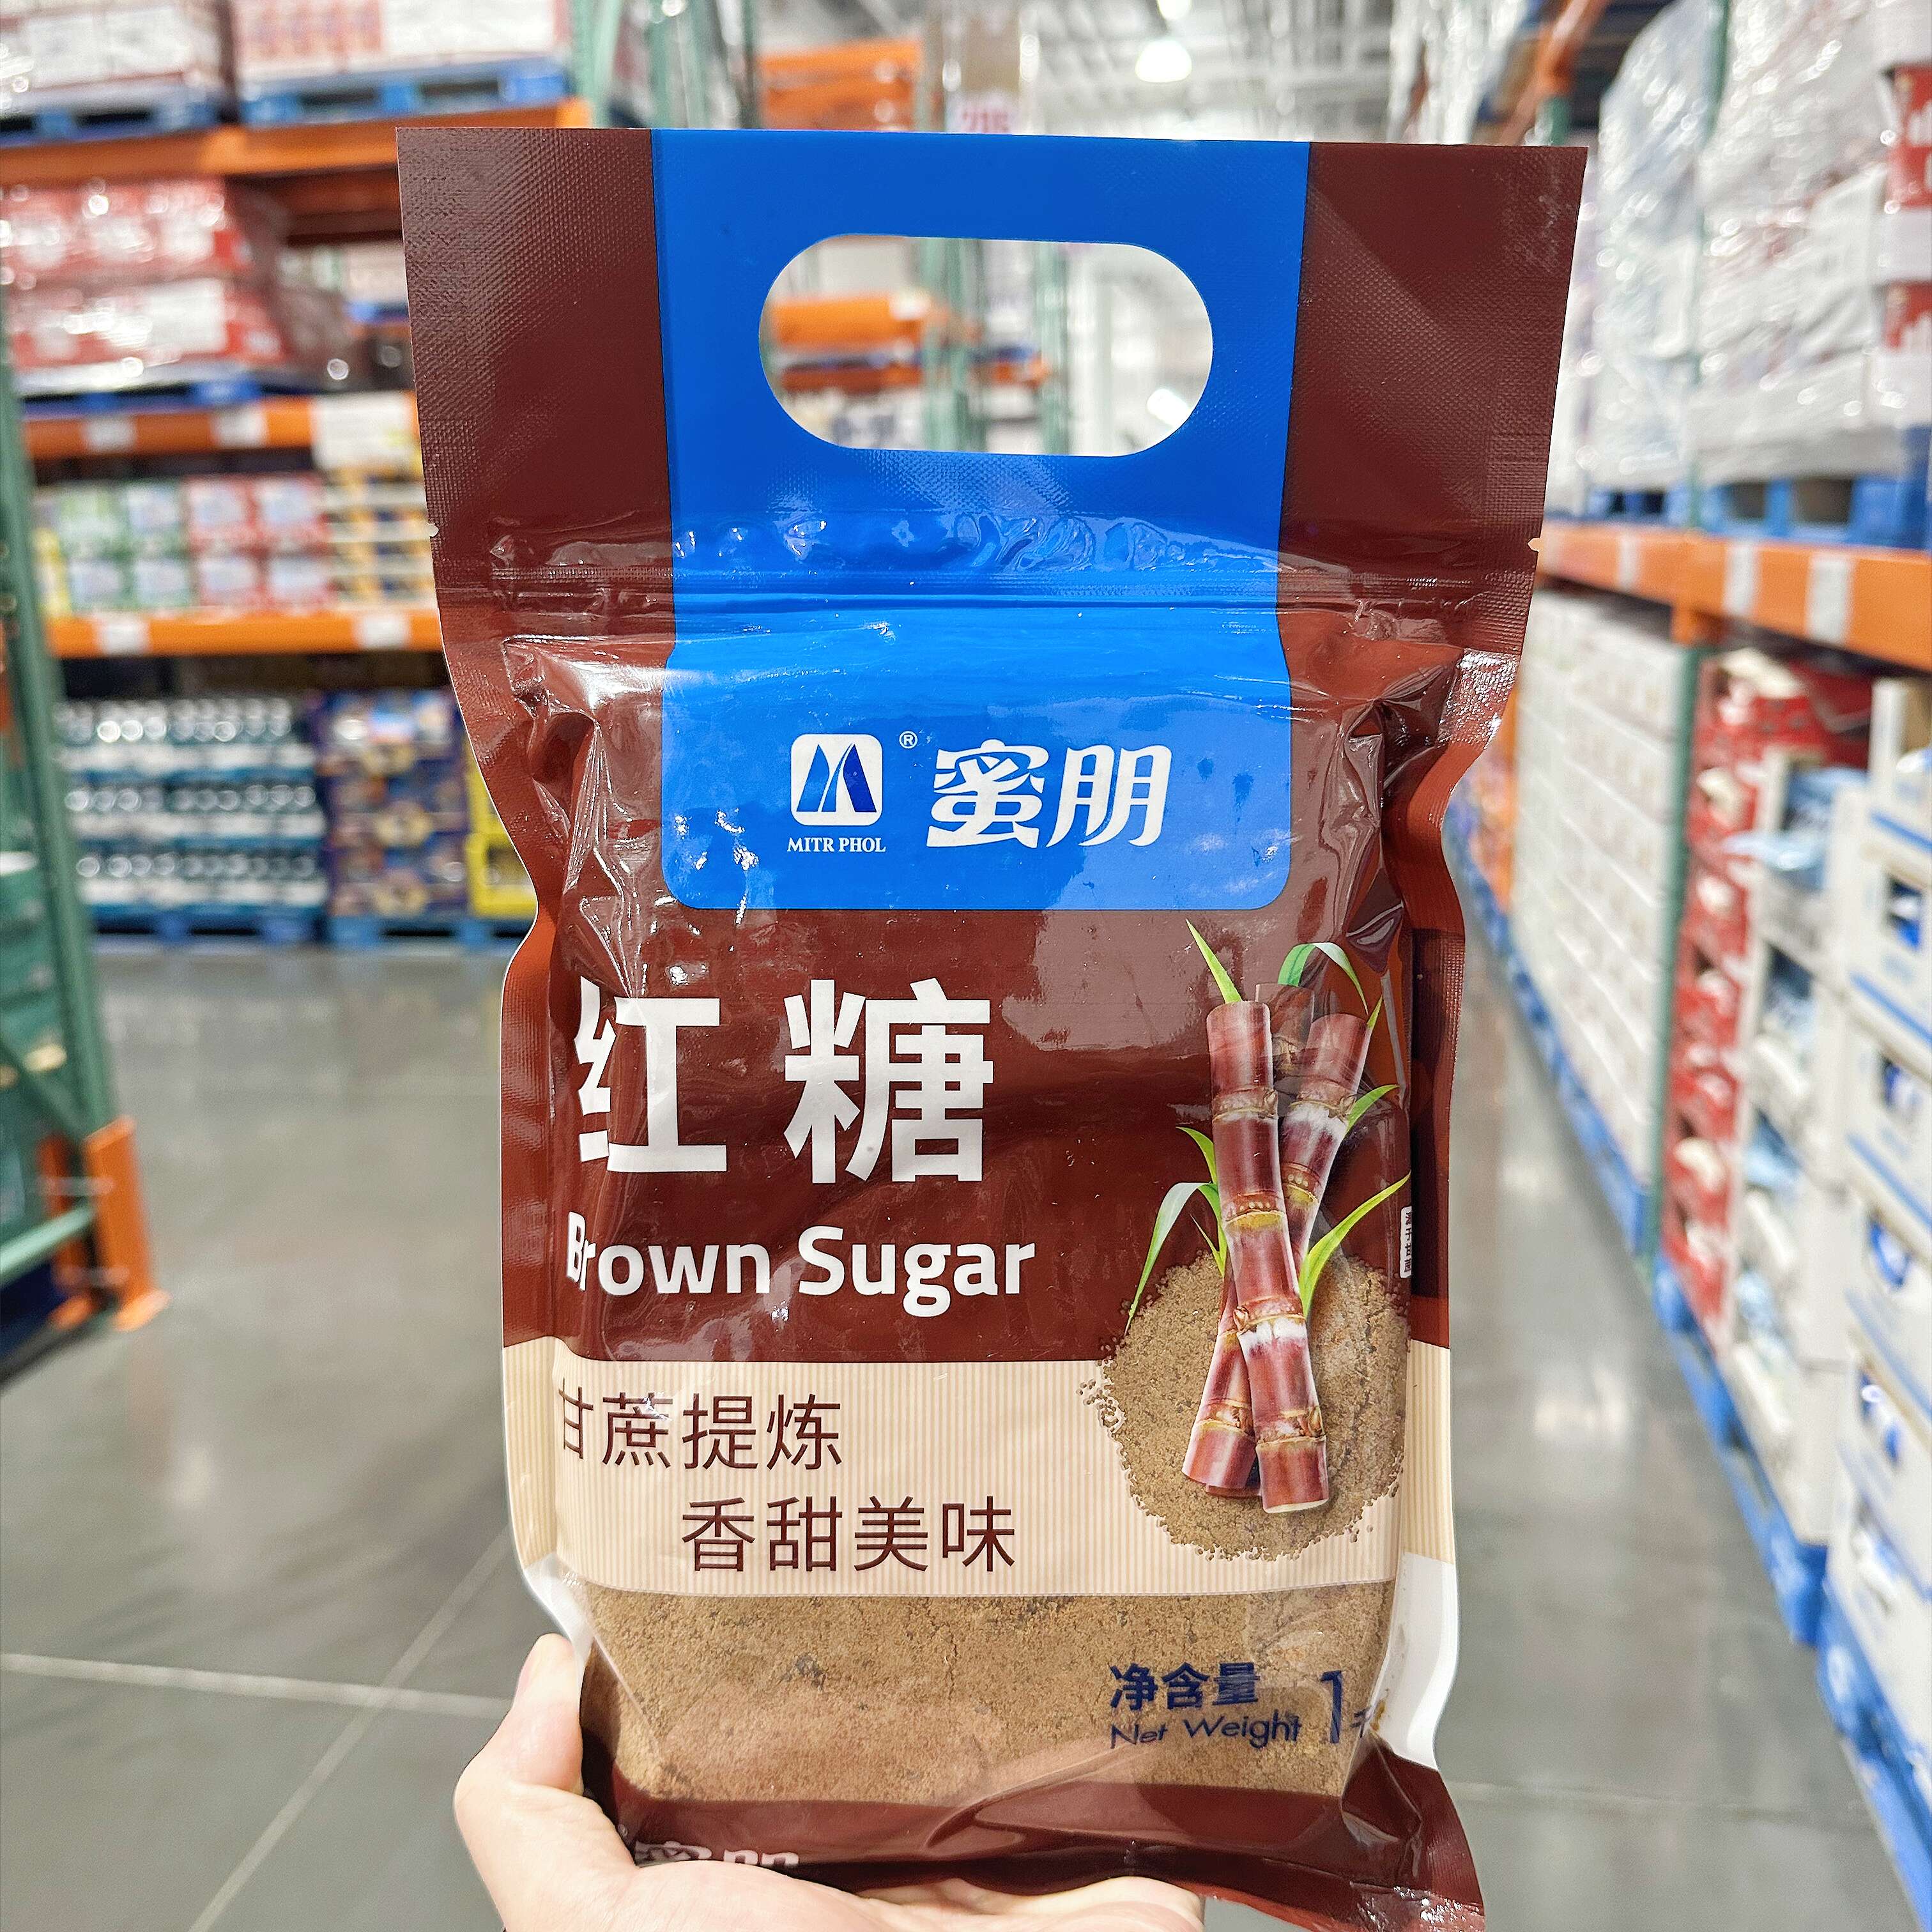 ® 蜜朋
MITR PHOL
红糖
Brown Sugar
甘蔗提炼
香甜美味
净含量
Net Weight 1